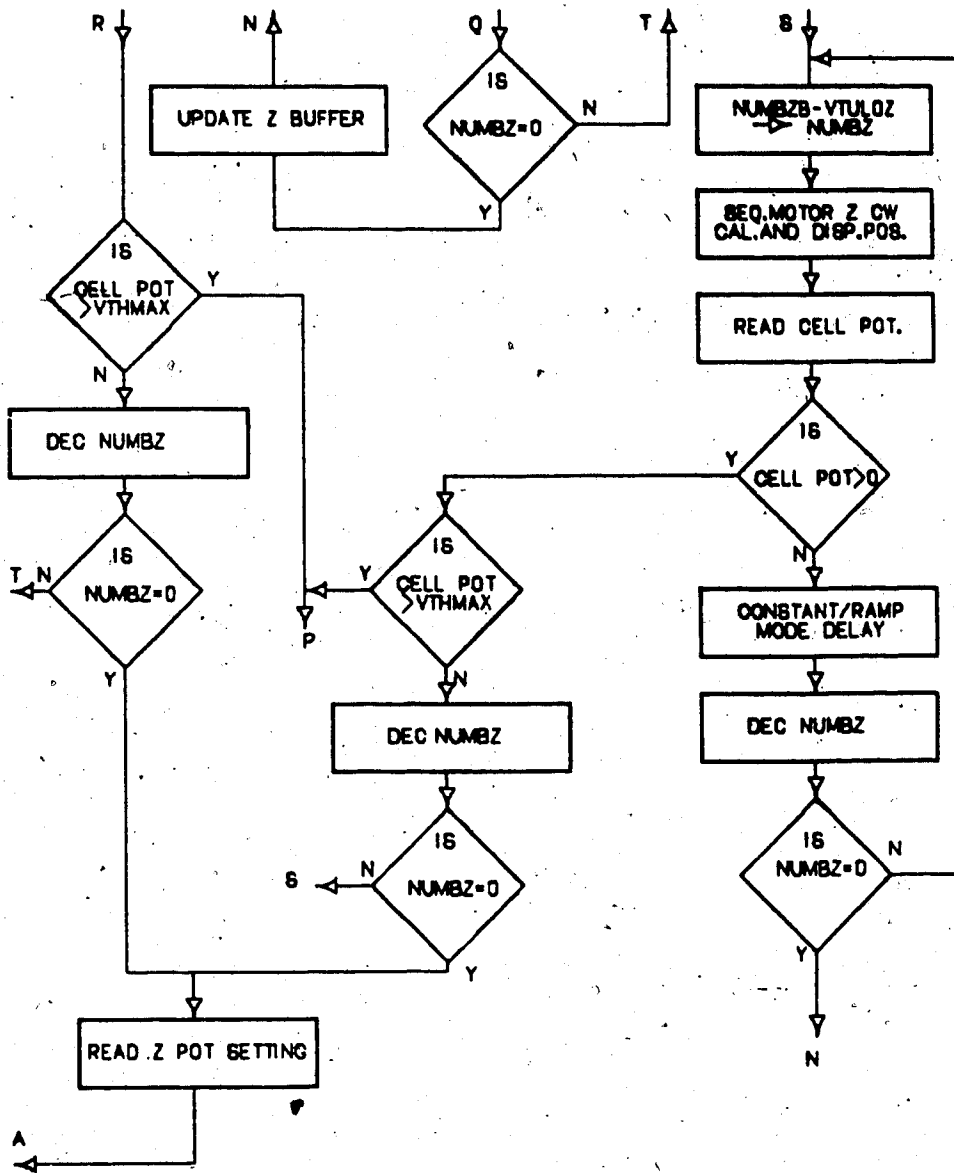 R
N
Q
T
S
UPDATE Z BUFFER
IS
NUMBZ=0
N
Y
NUMBZB-VTULOZ
NUMBZ
SEQ.MOTOR Z CW
CAL.AND DISP.POS.
READ CELL POT.
IS
CELL POT
>VTHMAX
Y
N
DEC NUMBZ
IS
NUMBZ=0
T
N
Y
IS
CELL POT>0
Y
N
IS
CELL POT
>VTHMAX
Y
P
N
DEC NUMBZ
IS
NUMBZ=0
N
S
Y
CONSTANT/RAMP
MODE DELAY
DEC NUMBZ
IS
NUMBZ=0
N
Y
N
READ Z POT SETTING
A